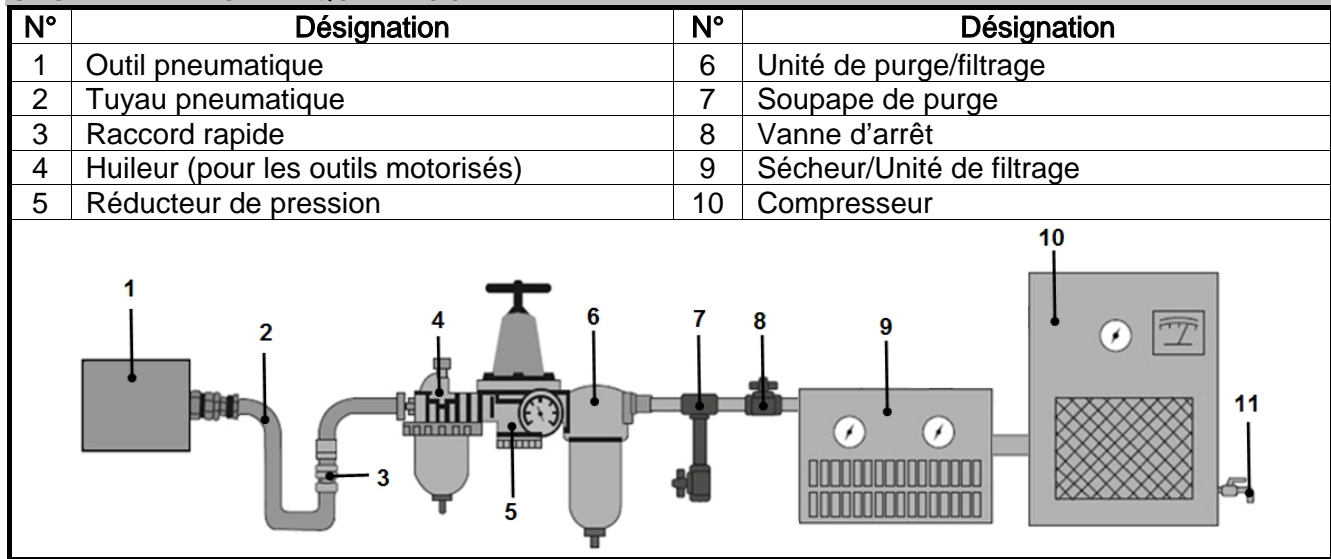 N° Désignation N° Désignation
1 Outil pneumatique 6 Unité de purge/filtrage
2 Tuyau pneumatique 7 Soupape de purge
3 Raccord rapide 8 Vanne d'arrêt
4 Huileur (pour les outils motorisés) 9 Sécheur/Unité de filtrage
5 Réducteur de pression 10 Compresseur
10
1
2
4
6
7
8
9
11
3
5